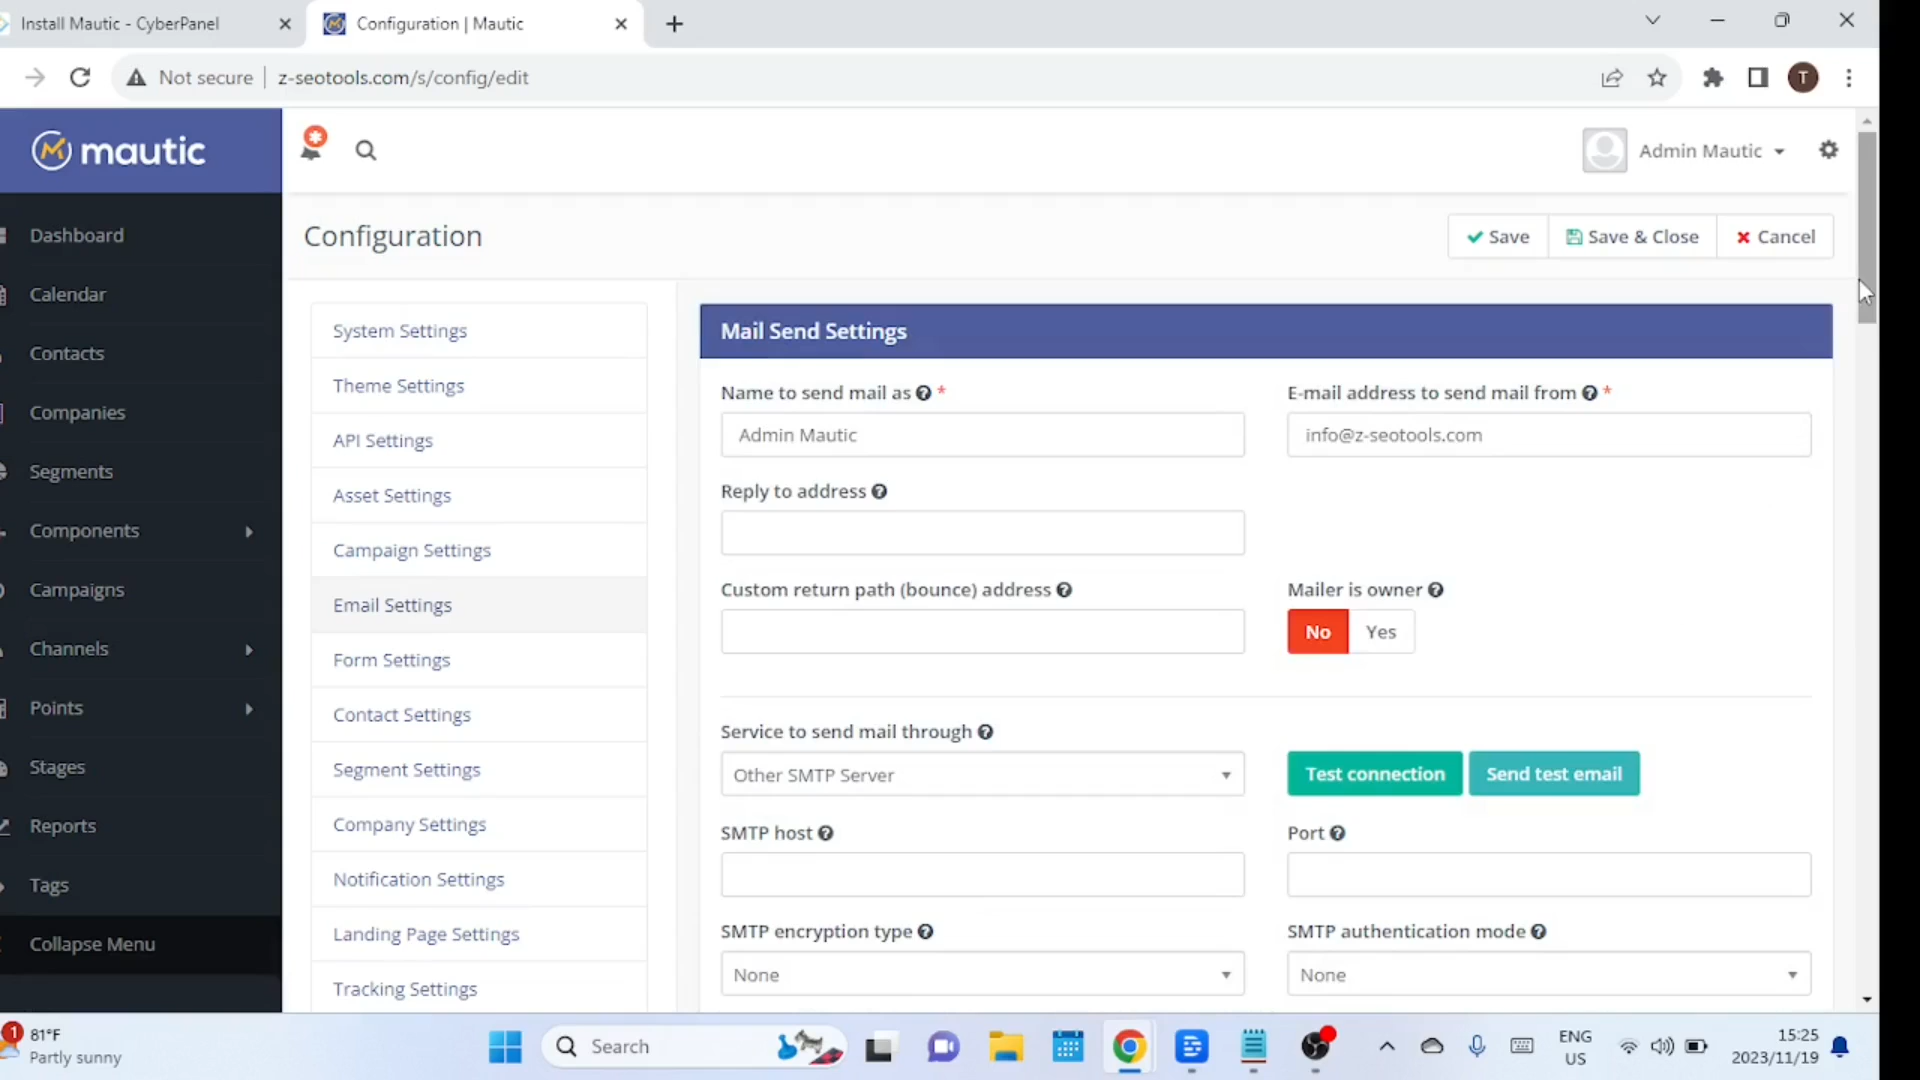 Install Mautic - CyberPanel
Configuration | Mautic
Not secure
z-seotools.com/s/config/edit
T
mautic
Admin Mautic
Configuration
Save
Save & Close
Cancel
Dashboard
Calendar
Contacts
Companies
Segments
Components
Campaigns
Channels
Points
Stages
Reports
Tags
Collapse Menu
System Settings
Theme Settings
API Settings
Asset Settings
Campaign Settings
Email Settings
Form Settings
Contact Settings
Segment Settings
Company Settings
Notification Settings
Landing Page Settings
Tracking Settings
Mail Send Settings
Name to send mail as *
Admin Mautic
E-mail address to send mail from *
info@z-seotools.com
Reply to address
Custom return path (bounce) address
Mailer is owner
No
Yes
Service to send mail through
Other SMTP Server
Test connection
Send test email
SMTP host
Port
SMTP encryption type
None
SMTP authentication mode
None
1
81°F
Partly sunny
Search
ENG
US
15:25
2023/11/19